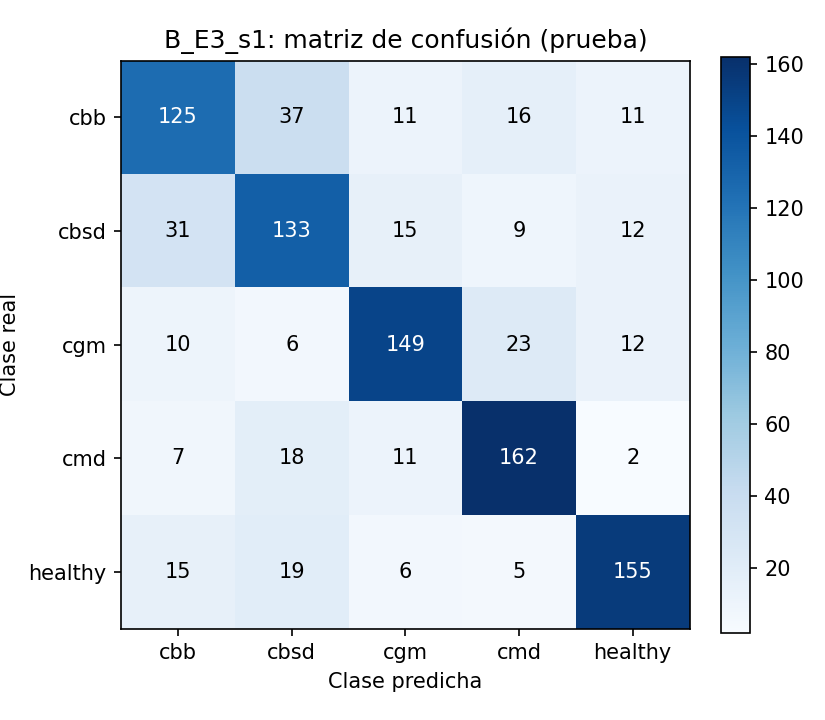 B_E3_s1: matriz de confusión (prueba)
Clase real
cbb 125 37 11 16 11
cbsd 31 133 15 9 12
cgm 10 6 149 23 12
cmd 7 18 11 162 2
healthy 15 19 6 5 155
cbb cbsd cgm cmd healthy
Clase predicha
160
140
120
100
80
60
40
20